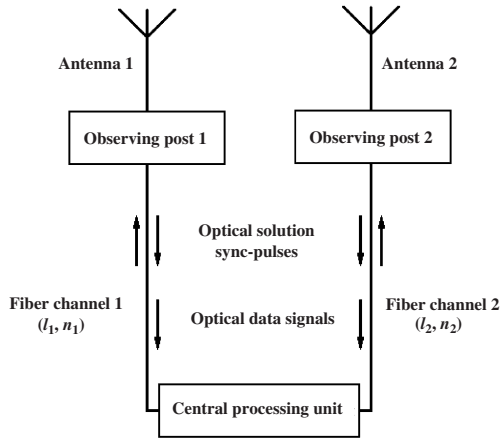 Antenna 1
Antenna 2
Observing post 1
Observing post 2
Optical solution
sync-pulses
Fiber channel 1
(l₁, n₁)
Optical data signals
Fiber channel 2
(l₂, n₂)
Central processing unit